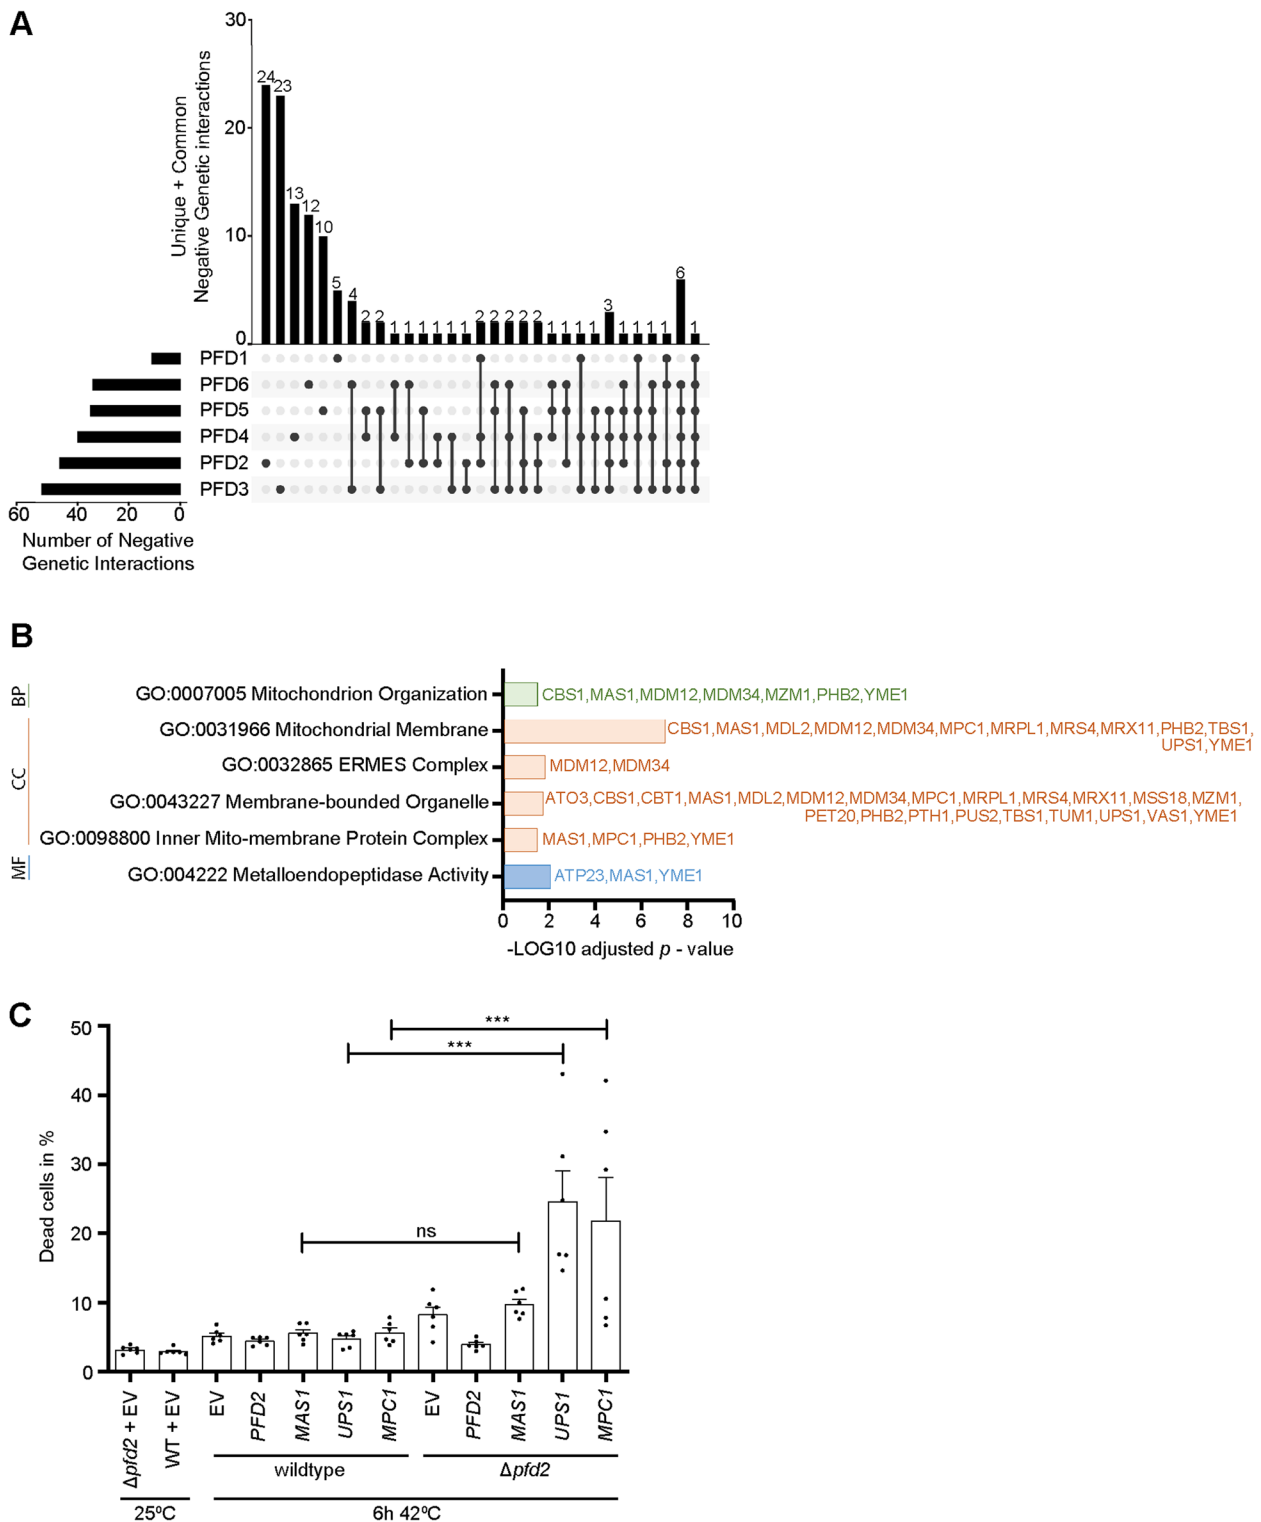 A
30
20
10
0
Unique + Common
Negative Genetic interactions
24 23 13 12 10 5 4 2 2 1 1 1 1 1 1 2 2 2 2 2 1 1 1 1 3 1 1 1 1 6 1
PFD1
PFD6
PFD5
PFD4
PFD2
PFD3
60 40 20 0
Number of Negative
Genetic Interactions
B
BP
GO:0007005 Mitochondrion Organization
CBS1,MAS1,MDM12,MDM34,MZM1,PHB2,YME1
CC
GO:0031966 Mitochondrial Membrane
CBS1,MAS1,MDL2,MDM12,MDM34,MPC1,MRPL1,MRS4,MRX11,PHB2,TBS1,
UPS1,YME1
GO:0032865 ERMES Complex
MDM12,MDM34
GO:0043227 Membrane-bounded Organelle
ATO3,CBS1,CBT1,MAS1,MDL2,MDM12,MDM34,MPC1,MRPL1,MRS4,MRX11,MSS18,MZM1,
PET20,PHB2,PTH1,PUS2,TBS1,TUM1,UPS1,VAS1,YME1
GO:0098800 Inner Mito-membrane Protein Complex
MAS1,MPC1,PHB2,YME1
MF
GO:004222 Metalloendopeptidase Activity
ATP23,MAS1,YME1
0 2 4 6 8 10
-LOG10 adjusted p - value
C
50
40
30
20
10
0
Dead cells in %
***
***
ns
Δpfd2 + EV
WT + EV
EV
PFD2
MAS1
UPS1
MPC1
EV
PFD2
MAS1
UPS1
MPC1
wildtype
Δpfd2
25ºC
6h 42ºC